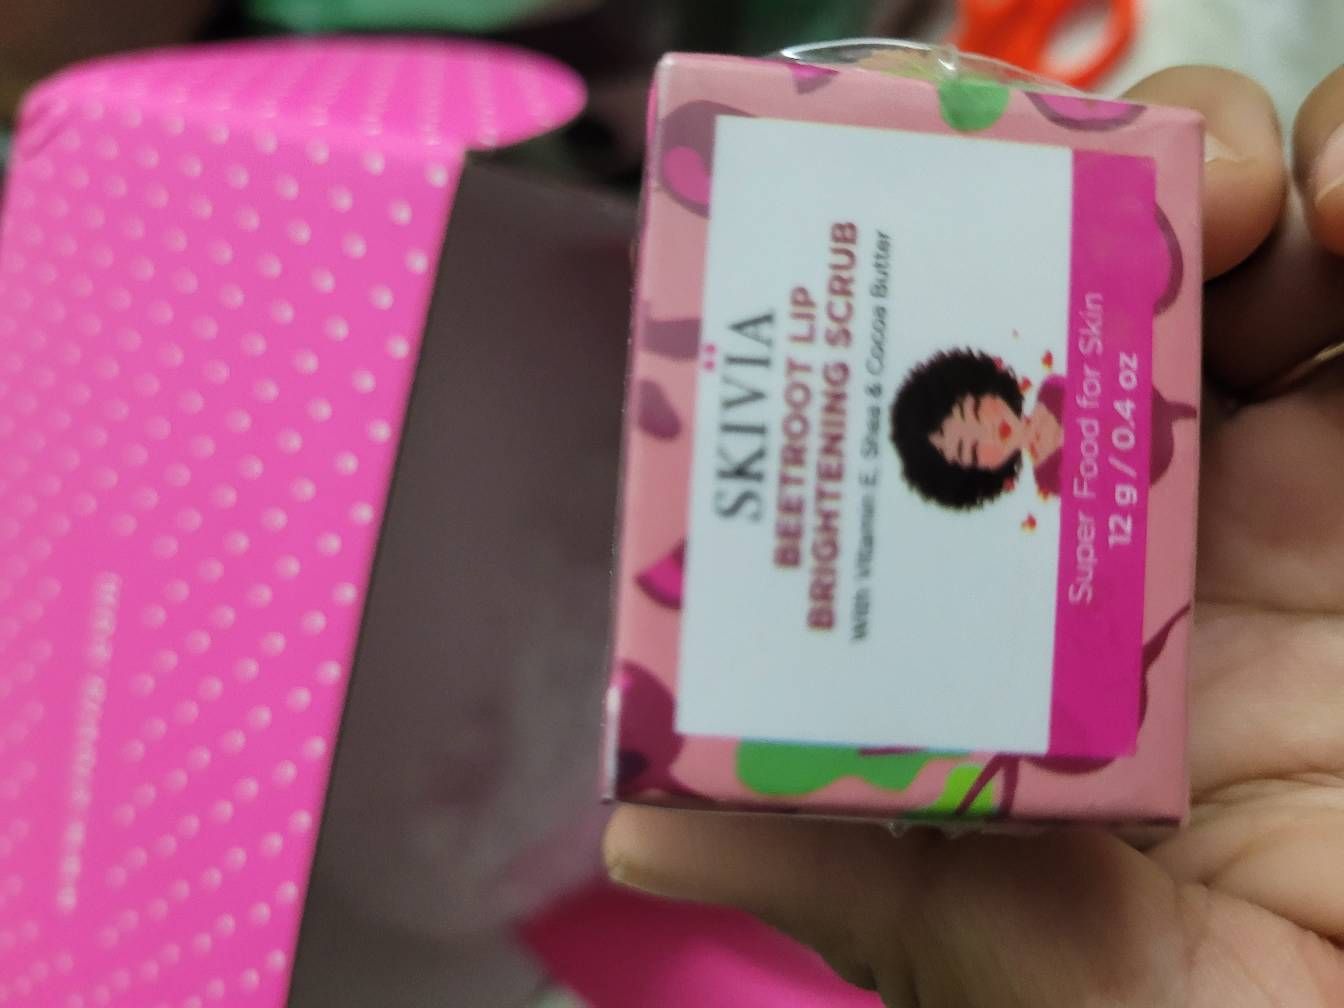 SKIVIA
BEETROOT LIP
BRIGHTENING SCRUB
With Vitamin E, Shea & Cocoa Butter
Super Food for Skin
12 g / 0.4 oz